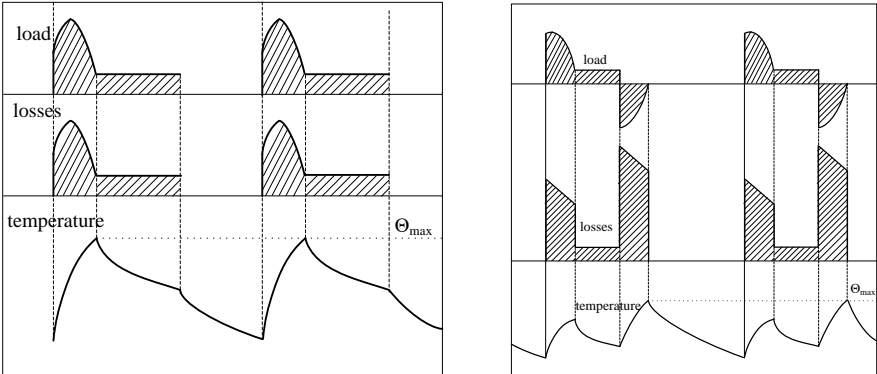 load
losses
temperature
Θmax
load
losses
Θmax
temperature